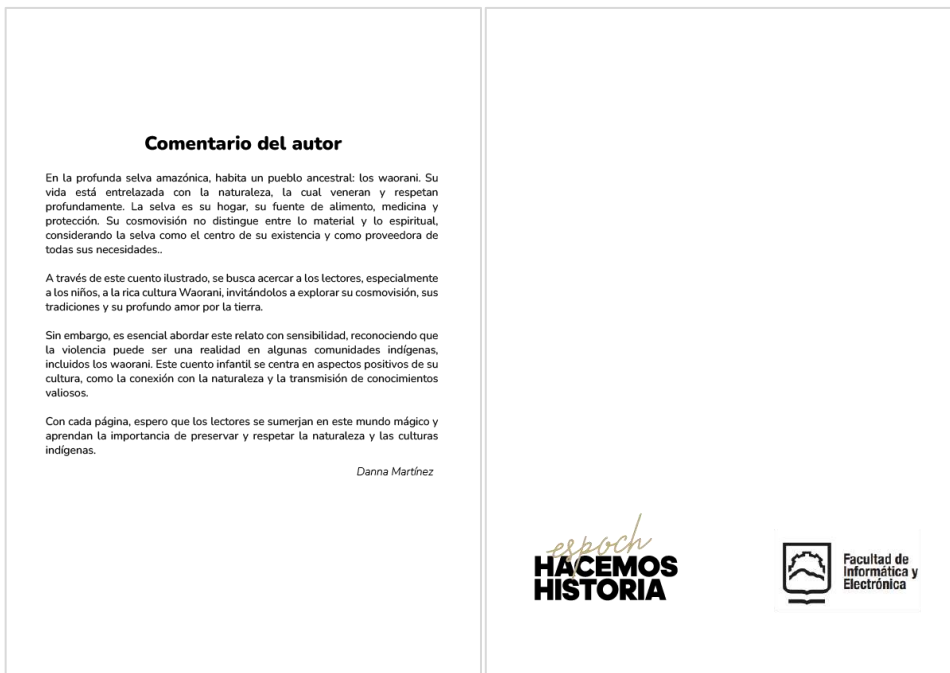 Comentario del autor
En la profunda selva amazónica, habita un pueblo ancestral: los waorani. Su
vida está entrelazada con la naturaleza, la cual veneran y respetan
profundamente. La selva es su hogar, su fuente de alimento, medicina y
protección. Su cosmovisión no distingue entre lo material y lo espiritual,
considerando la selva como el centro de su existencia y como proveedora de
todas sus necesidades..
A través de este cuento ilustrado, se busca acercar a los lectores, especialmente
a los niños, a la rica cultura Waorani, invitándolos a explorar su cosmovisión, sus
tradiciones y su profundo amor por la tierra.
Sin embargo, es esencial abordar este relato con sensibilidad, reconociendo que
la violencia puede ser una realidad en algunas comunidades indígenas,
incluidos los waorani. Este cuento infantil se centra en aspectos positivos de su
cultura, como la conexión con la naturaleza y la transmisión de conocimientos
valiosos.
Con cada página, espero que los lectores se sumerjan en este mundo mágico y
aprendan la importancia de preservar y respetar la naturaleza y las culturas
indígenas.
Danna Martínez
espoch
HACEMOS
HISTORIA
Facultad de
Informática y
Electrónica